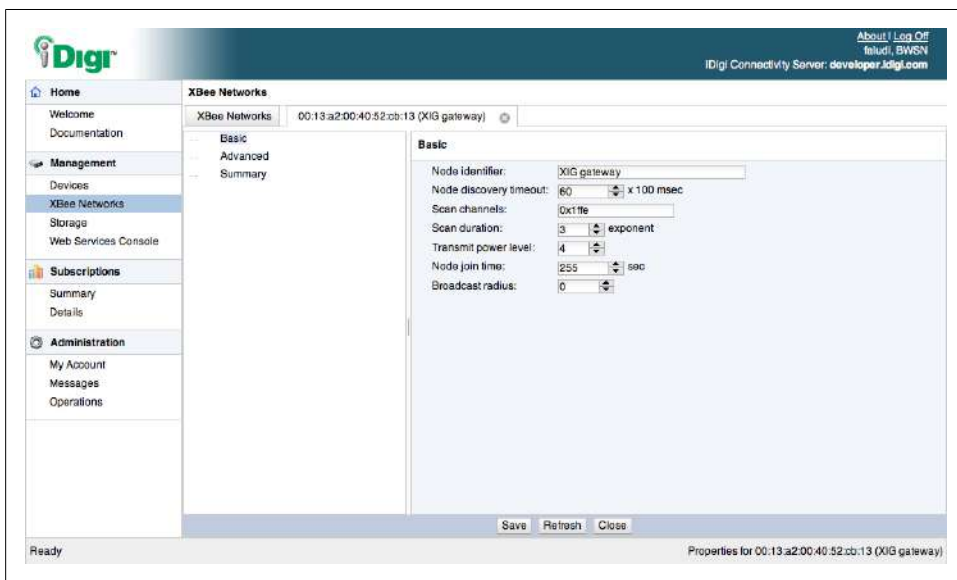 iDigi™
About | Log Off
faludi, BWSN
iDigi Connectivity Server: developer.idigi.com
Home
Welcome
Documentation
Management
Devices
XBee Networks
Storage
Web Services Console
Subscriptions
Summary
Details
Administration
My Account
Messages
Operations
XBee Networks
XBee Networks 00:13:a2:00:40:52:cb:13 (XIG gateway)
Basic
Advanced
Summary
Basic
Node identifier: XIG gateway
Node discovery timeout: 60 x 100 msec
Scan channels: 0x1ffe
Scan duration: 3 exponent
Transmit power level: 4
Node join time: 255 sec
Broadcast radius: 0
Save Refresh Close
Ready
Properties for 00:13:a2:00:40:52:cb:13 (XIG gateway)